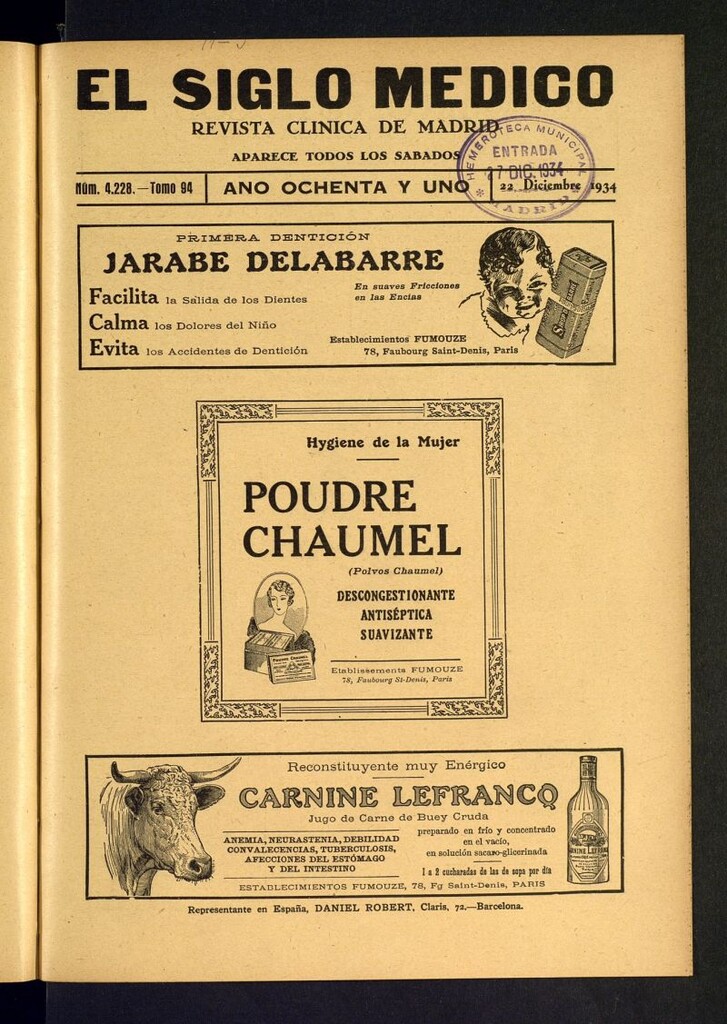 EL SIGLO MEDICO
REVISTA CLINICA DE MADRID
APARECE TODOS LOS SABADOS
HEMEROTECA MUNICIPAL
ENTRADA
27 DIC. 1934
* MADRID *
Núm. 4.228.—Tomo 94
ANO OCHENTA Y UNO
22 Diciembre 1934
PRIMERA DENTICIÓN
JARABE DELABARRE
Facilita la Salida de los Dientes
Calma los Dolores del Niño
Evita los Accidentes de Dentición
En suaves Fricciones
en las Encias
Establecimientos FUMOUZE
78, Faubourg Saint-Denis, Paris
Hygiene de la Mujer
POUDRE
CHAUMEL
(Polvos Chaumel)
DESCONGESTIONANTE
ANTISÉPTICA
SUAVIZANTE
Etablissements FUMOUZE
78, Faubourg St-Denis, Paris
Reconstituyente muy Enérgico
CARNINE LEFRANCQ
Jugo de Carne de Buey Cruda
ANEMIA, NEURASTENIA, DEBILIDAD
CONVALECENCIAS, TUBERCULOSIS,
AFECCIONES DEL ESTÓMAGO
Y DEL INTESTINO
preparado en frío y concentrado
en el vacío,
en solución sacaro-glicerinada
1 a 2 cucharadas de las de sopa por día
ESTABLECIMIENTOS FUMOUZE, 78, Fg Saint-Denis, PARIS
Representante en España, DANIEL ROBERT, Claris, 72.—Barcelona.